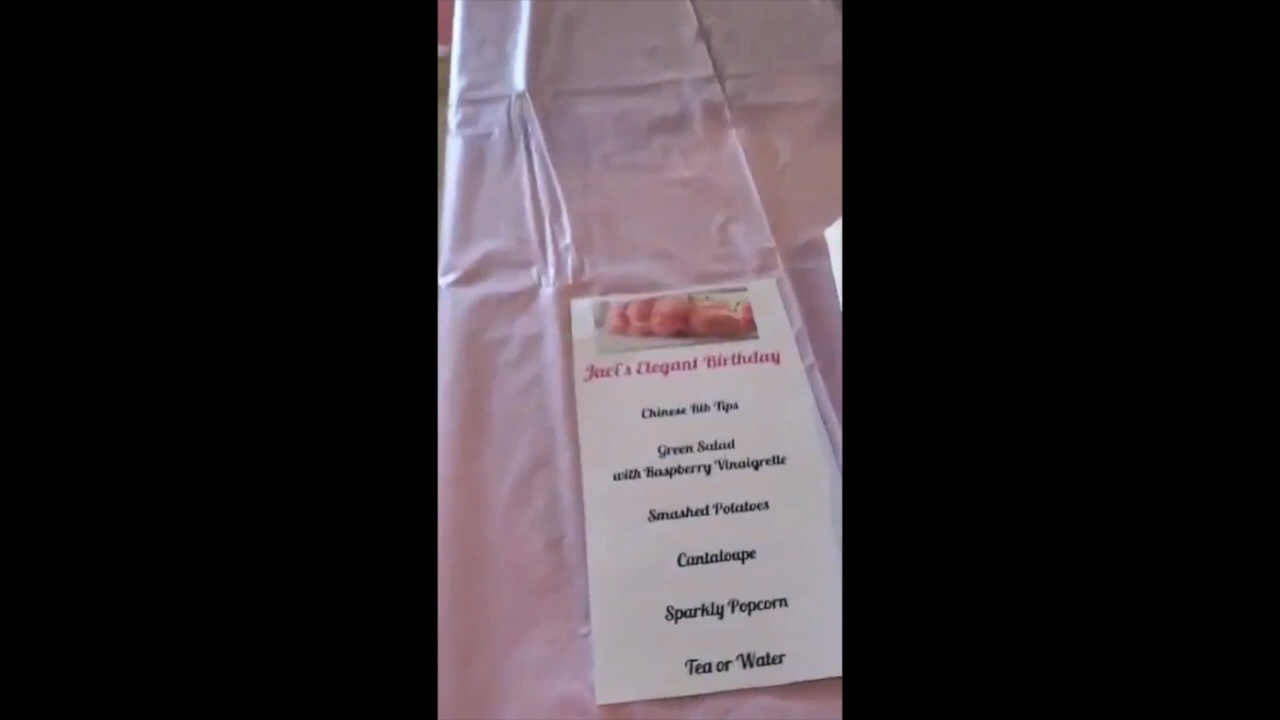 Jael's Elegant Birthday
Chinese Rib Tips
Green Salad
with Raspberry Vinaigrette
Smashed Potatoes
Cantaloupe
Sparkly Popcorn
Tea or Water